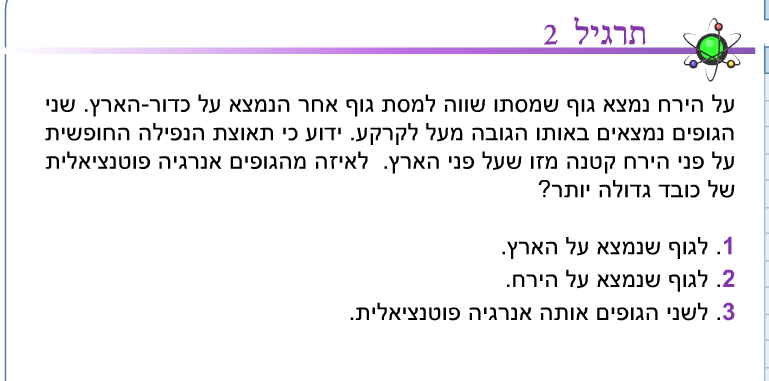 תרגיל 2
על הירח נמצא גוף שמסתו שווה למסת גוף אחר הנמצא על כדור-הארץ. שני
הגופים נמצאים באותו הגובה מעל לקרקע. ידוע כי תאוצת הנפילה החופשית
על פני הירח קטנה מזו שעל פני הארץ. לאיזה מהגופים אנרגיה פוטנציאלית
של כובד גדולה יותר?
1. לגוף שנמצא על הארץ.
2. לגוף שנמצא על הירח.
3. לשני הגופים אותה אנרגיה פוטנציאלית.